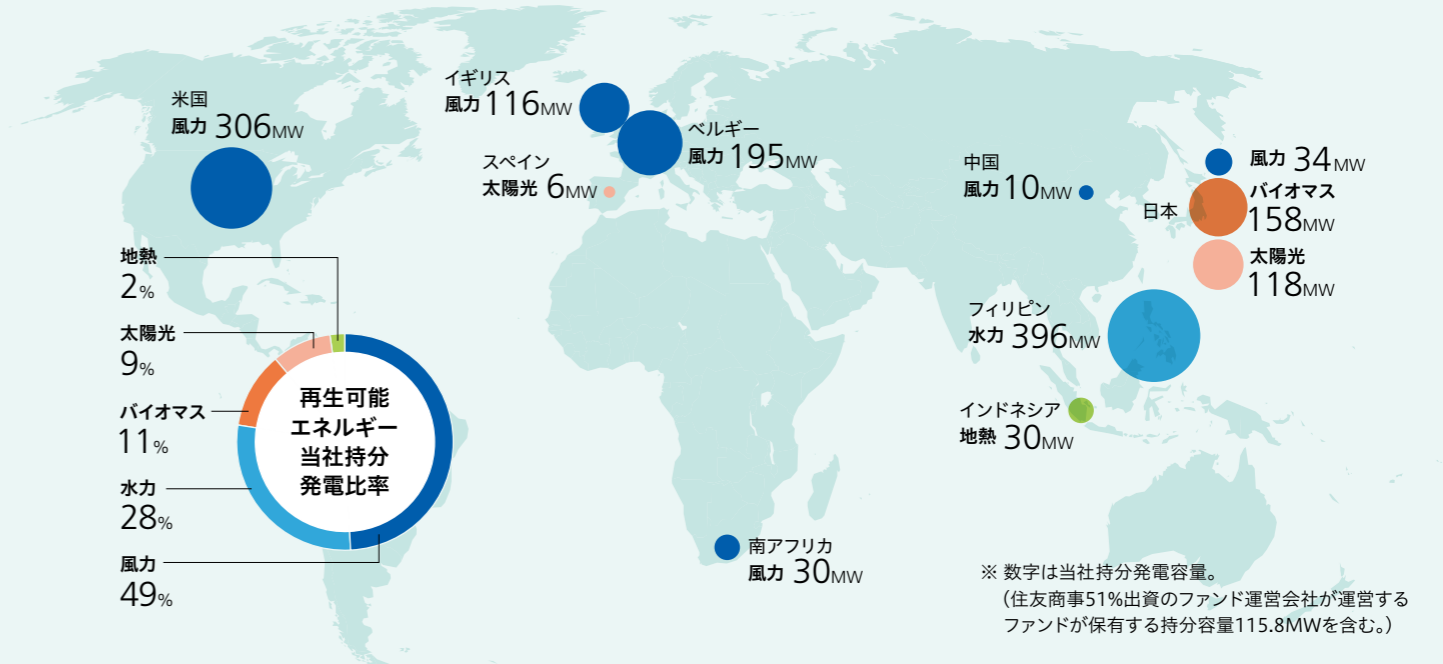 米国
風力 306MW
イギリス
風力 116MW
ベルギー
風力 195MW
スペイン
太陽光 6MW
中国
風力 10MW
日本
風力 34MW
バイオマス
158MW
太陽光
118MW
フィリピン
水力 396MW
インドネシア
地熱 30MW
南アフリカ
風力 30MW
地熱
2%
太陽光
9%
バイオマス
11%
水力
28%
風力
49%
再生可能
エネルギー
当社持分
発電比率
※ 数字は当社持分発電容量。
（住友商事51%出資のファンド運営会社が運営する
ファンドが保有する持分容量115.8MWを含む。）